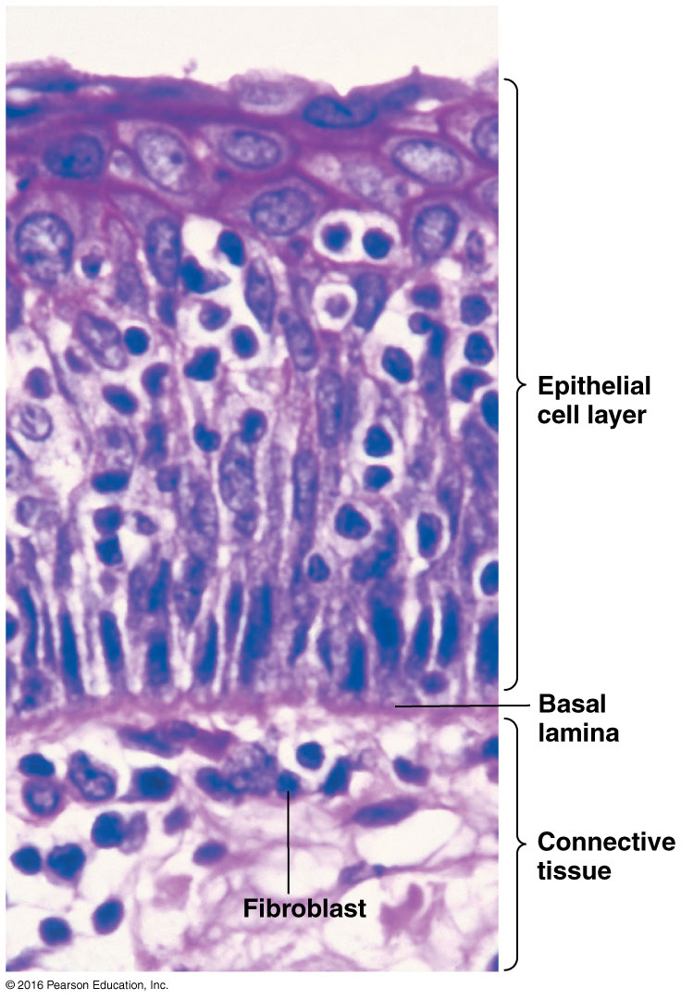 Epithelial
cell layer
Basal
lamina
Connective
tissue
Fibroblast
© 2016 Pearson Education, Inc.